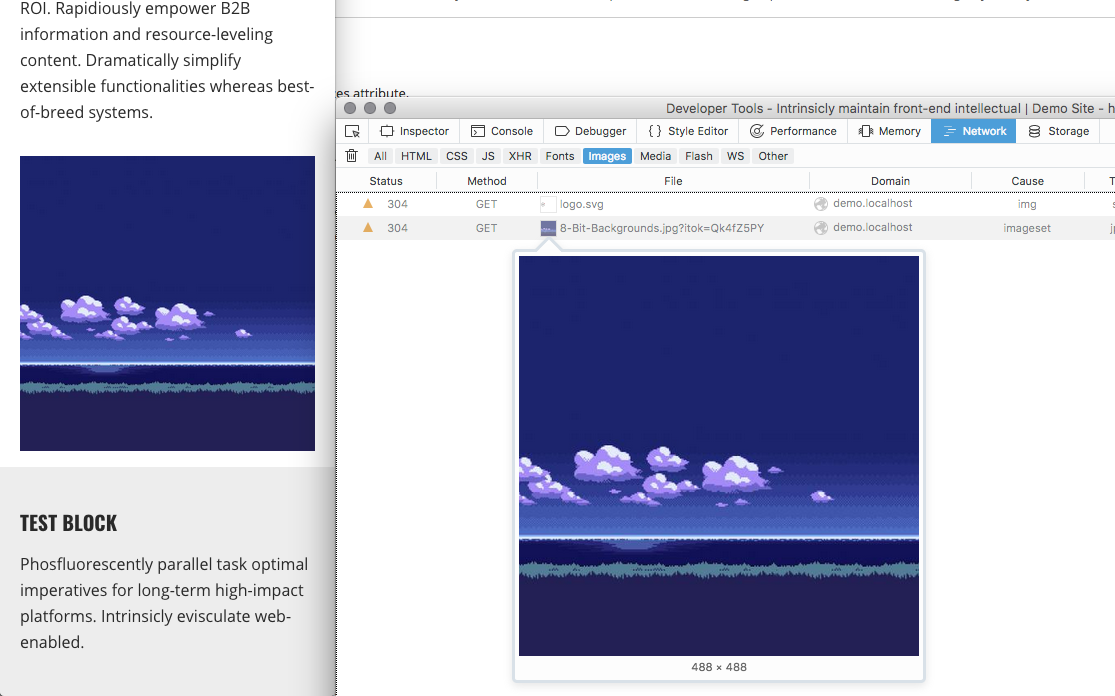 ROI. Rapidiously empower B2B
information and resource-leveling
content. Dramatically simplify
extensible functionalities whereas best-
of-breed systems.
TEST BLOCK
Phosfluorescently parallel task optimal
imperatives for long-term high-impact
platforms. Intrinsicly evisculate web-
enabled.
es attribute.
Developer Tools - Intrinsicly maintain front-end intellectual | Demo Site - h
Inspector Console Debugger Style Editor Performance Memory Network Storage
All HTML CSS JS XHR Fonts Images Media Flash WS Other
Status Method File Domain Cause T
304 GET logo.svg demo.localhost img s
304 GET 8-Bit-Backgrounds.jpg?itok=Qk4fZ5PY demo.localhost imageset jp
488 × 488